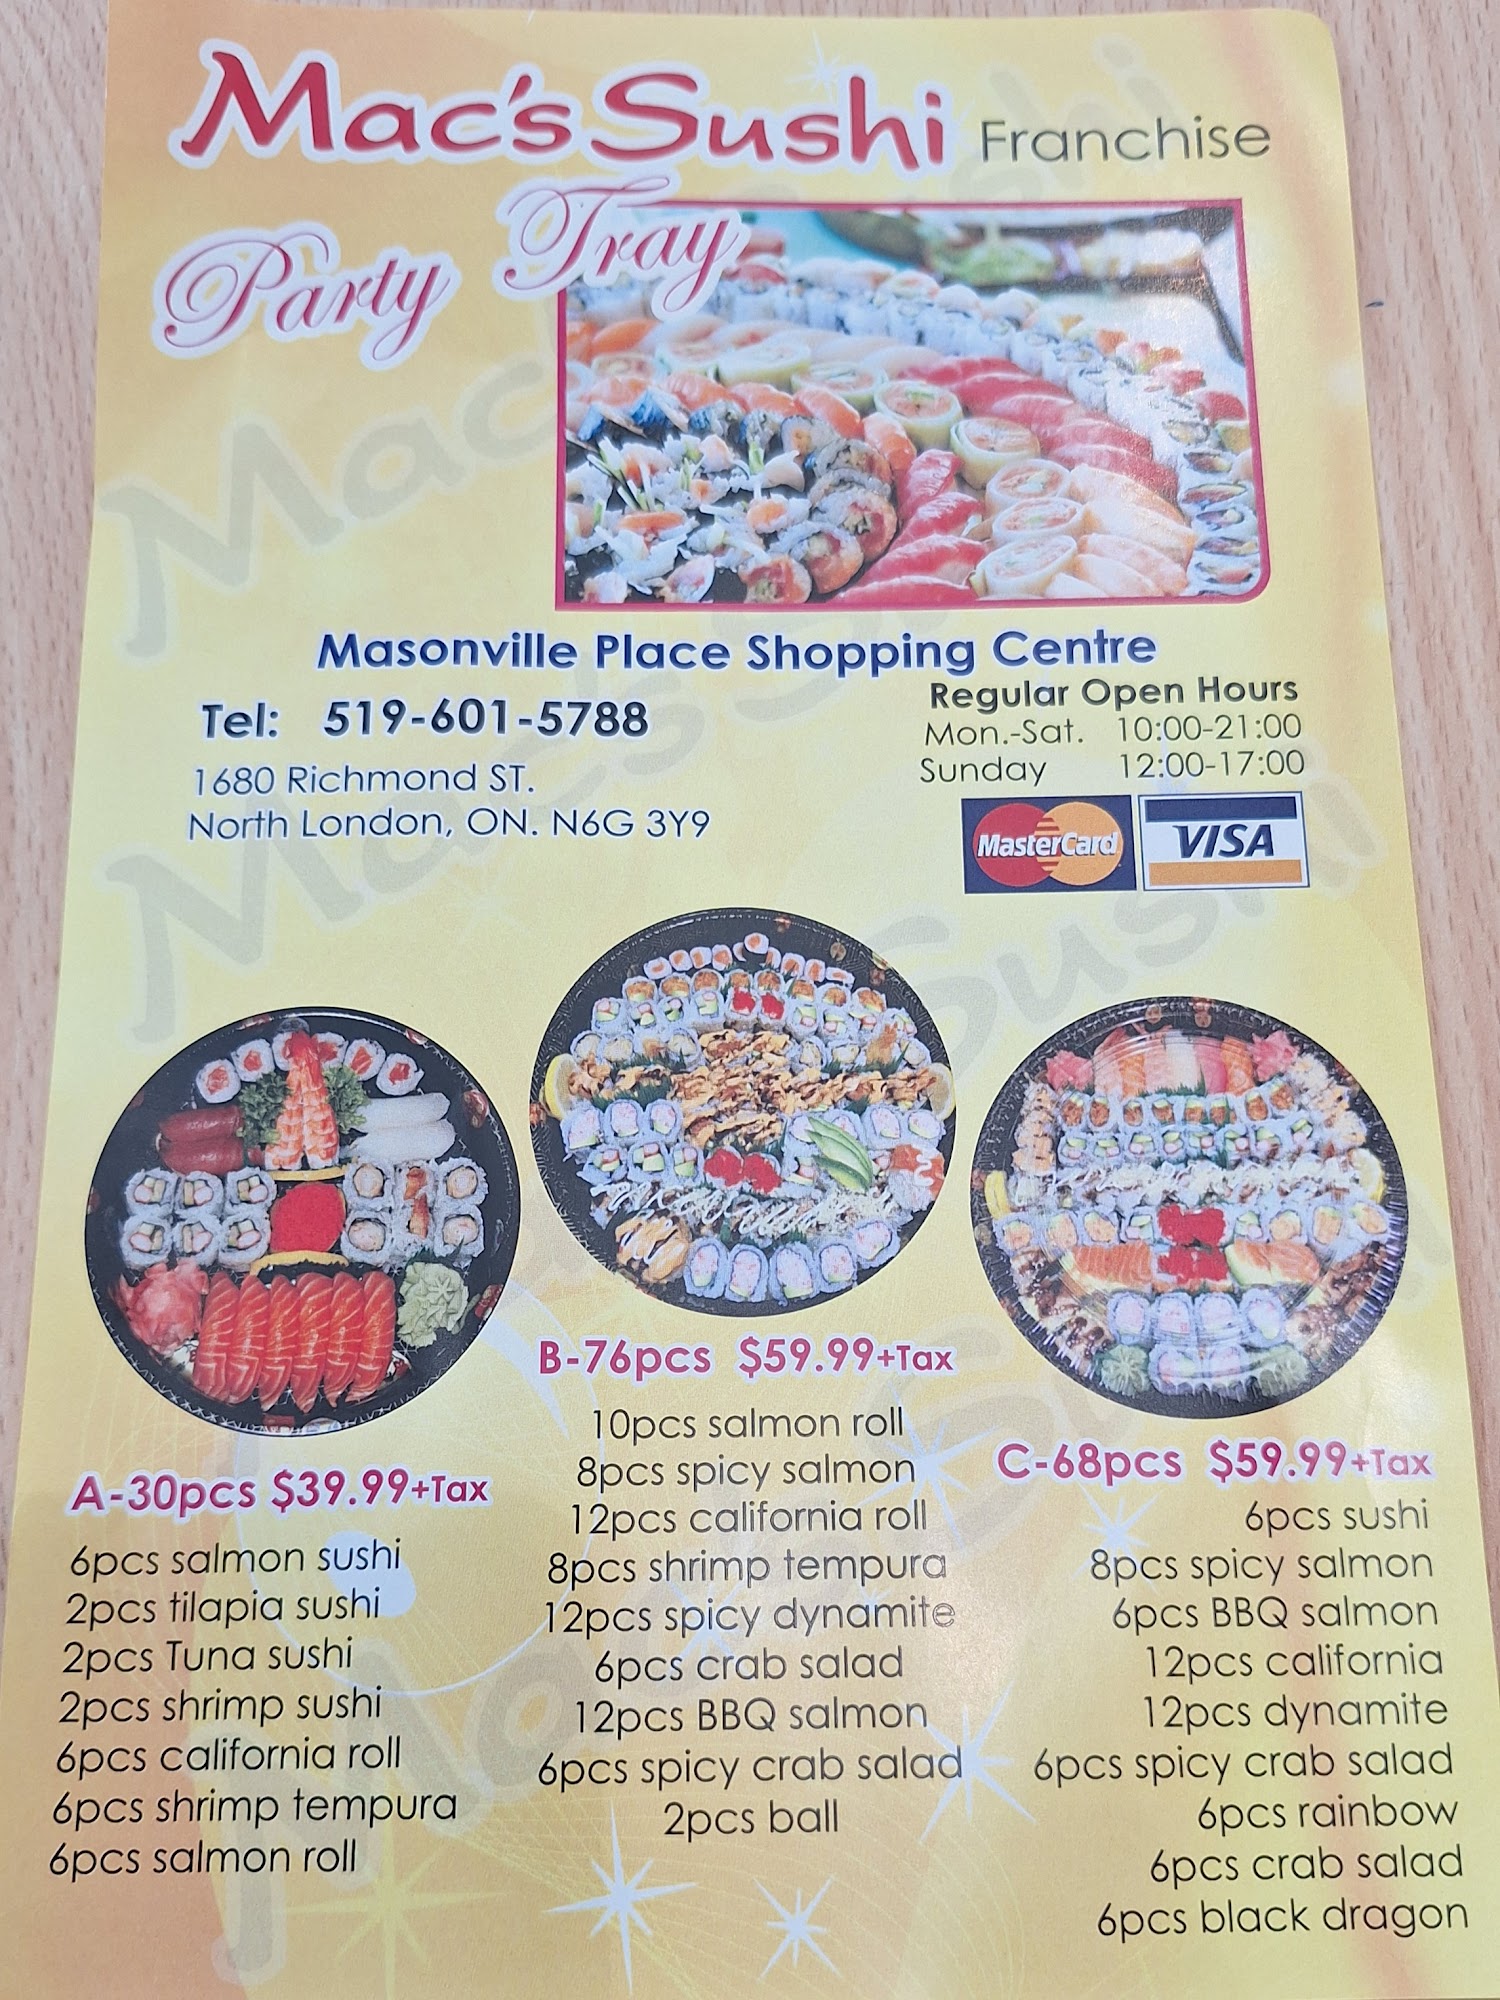 Mac's Sushi Franchise
Party Tray
Masonville Place Shopping Centre
Tel: 519-601-5788
1680 Richmond ST.
North London, ON. N6G 3Y9
Regular Open Hours
Mon.-Sat. 10:00-21:00
Sunday 12:00-17:00
MasterCard VISA
A-30pcs $39.99+Tax
6pcs salmon sushi
2pcs tilapia sushi
2pcs Tuna sushi
2pcs shrimp sushi
6pcs california roll
6pcs shrimp tempura
6pcs salmon roll
B-76pcs $59.99+Tax
10pcs salmon roll
8pcs spicy salmon
12pcs california roll
8pcs shrimp tempura
12pcs spicy dynamite
6pcs crab salad
12pcs BBQ salmon
6pcs spicy crab salad
2pcs ball
C-68pcs $59.99+Tax
6pcs sushi
8pcs spicy salmon
6pcs BBQ salmon
12pcs california
12pcs dynamite
6pcs spicy crab salad
6pcs rainbow
6pcs crab salad
6pcs black dragon